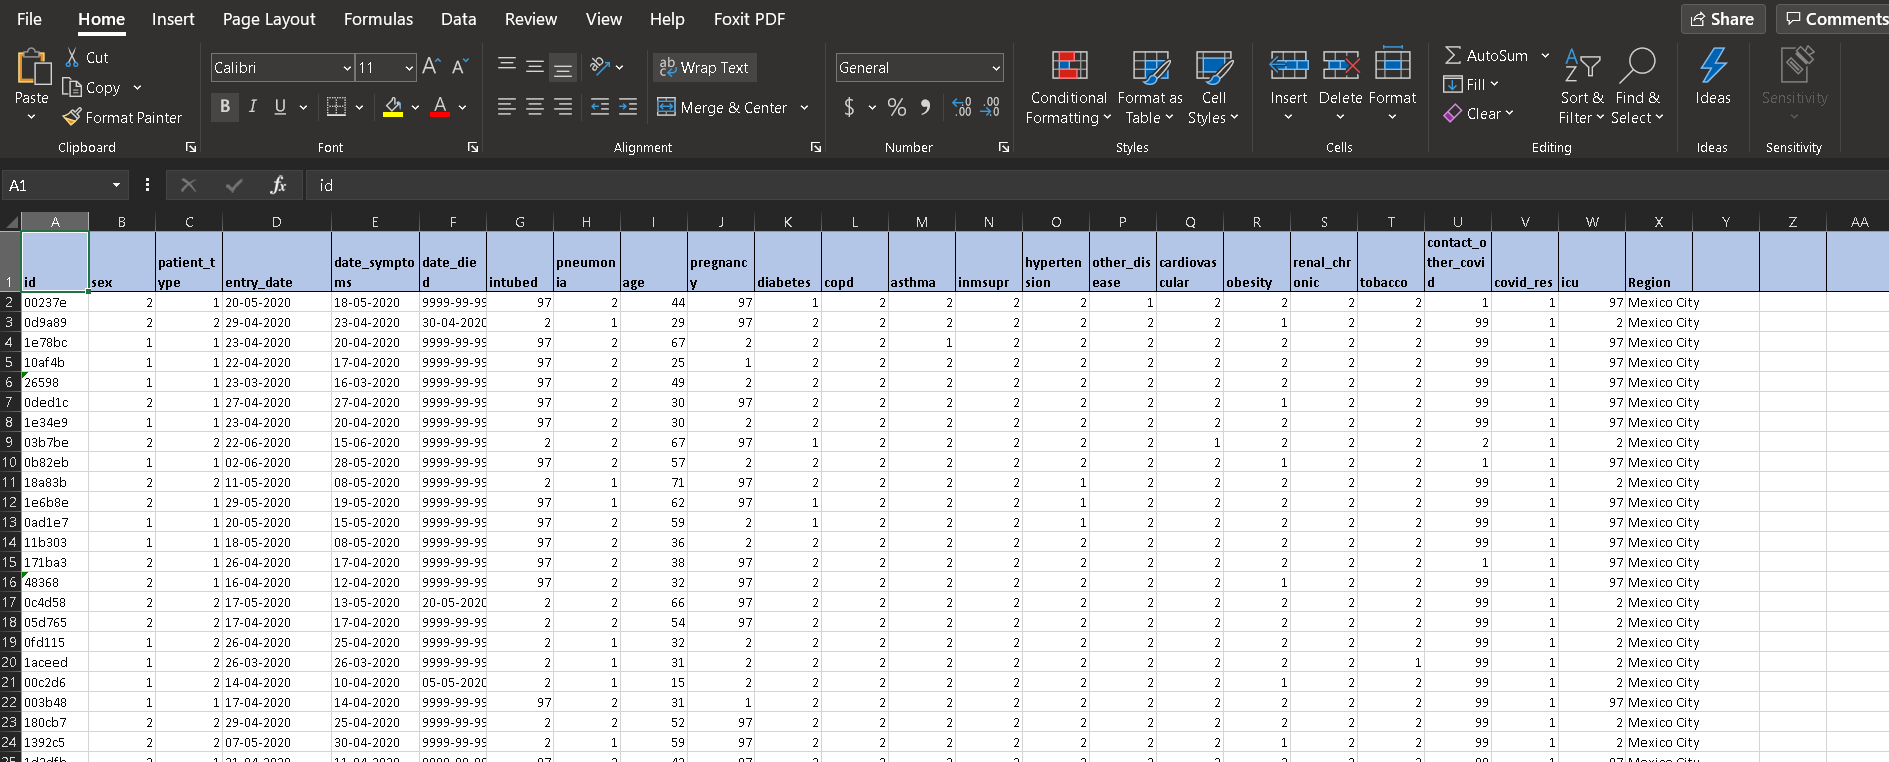 File Home Insert Page Layout Formulas Data Review View Help Foxit PDF Share Comments
Paste Cut Copy Format Painter Clipboard
Calibri 11 B I U A Font
ab Wrap Text Merge & Center Alignment
General $ % Number
Conditional Formatting Format as Table Cell Styles Styles
Insert Delete Format Cells
AutoSum Fill Clear Sort & Filter Find & Select Editing
Ideas Ideas
Sensitivity Sensitivity
A1 fx id
A B C D E F G H I J K L M N O P Q R S T U V W X Y Z AA
1 id sex patient_type entry_date date_symptoms date_died intubed pneumonia age pregnancy diabetes copd asthma inmsupr hypertension other_disease cardiovascular obesity renal_chronic tobacco contact_other_covid covid_res icu Region
2 00237e 2 1 20-05-2020 18-05-2020 9999-99-99 97 2 44 97 1 2 2 2 2 1 2 2 2 2 1 1 97 Mexico City
3 0d9a89 2 2 29-04-2020 23-04-2020 30-04-2020 2 1 29 97 2 2 2 2 2 2 2 1 2 2 99 1 2 Mexico City
4 1e78bc 1 1 23-04-2020 20-04-2020 9999-99-99 97 2 67 2 2 2 1 2 2 2 2 2 2 2 99 1 97 Mexico City
5 10af4b 1 1 22-04-2020 17-04-2020 9999-99-99 97 2 25 1 2 2 2 2 2 2 2 2 2 2 99 1 97 Mexico City
6 26598 1 1 23-03-2020 16-03-2020 9999-99-99 97 2 49 2 2 2 2 2 2 2 2 2 2 2 99 1 97 Mexico City
7 0ded1c 2 1 27-04-2020 27-04-2020 9999-99-99 97 2 30 97 2 2 2 2 2 2 2 1 2 2 99 1 97 Mexico City
8 1e34e9 1 1 23-04-2020 20-04-2020 9999-99-99 97 2 30 2 2 2 2 2 2 2 2 2 2 2 99 1 97 Mexico City
9 03b7be 2 2 22-06-2020 15-06-2020 9999-99-99 2 2 67 97 1 2 2 2 2 2 1 2 2 2 2 1 2 Mexico City
10 0b82eb 1 1 02-06-2020 28-05-2020 9999-99-99 97 2 57 2 2 2 2 2 2 2 2 1 2 2 1 1 97 Mexico City
11 18a83b 2 2 11-05-2020 08-05-2020 9999-99-99 2 1 71 97 2 2 2 2 1 2 2 2 2 2 99 1 2 Mexico City
12 1e6b8e 2 1 29-05-2020 19-05-2020 9999-99-99 97 1 62 97 1 2 2 2 1 2 2 2 2 2 99 1 97 Mexico City
13 0ad1e7 1 1 20-05-2020 15-05-2020 9999-99-99 97 2 59 2 1 2 2 2 1 2 2 2 2 2 99 1 97 Mexico City
14 11b303 1 1 18-05-2020 08-05-2020 9999-99-99 97 2 36 2 2 2 2 2 2 2 2 2 2 2 99 1 97 Mexico City
15 171ba3 2 1 26-04-2020 17-04-2020 9999-99-99 97 2 38 97 2 2 2 2 2 2 2 2 2 2 1 1 97 Mexico City
16 48368 2 1 16-04-2020 12-04-2020 9999-99-99 97 2 32 97 2 2 2 2 2 2 2 1 2 2 99 1 97 Mexico City
17 0c4d58 2 2 17-05-2020 13-05-2020 20-05-2020 2 2 66 97 2 2 2 2 2 2 2 2 2 2 99 1 2 Mexico City
18 05d765 2 2 17-04-2020 17-04-2020 9999-99-99 2 2 54 97 2 2 2 2 2 2 2 2 2 2 99 1 2 Mexico City
19 0fd115 1 2 26-04-2020 25-04-2020 9999-99-99 2 1 32 2 2 2 2 2 2 2 2 2 2 2 99 1 2 Mexico City
20 1aceed 1 2 26-03-2020 26-03-2020 9999-99-99 2 1 31 2 2 2 2 2 2 2 2 2 2 1 99 1 2 Mexico City
21 00c2d6 1 2 14-04-2020 10-04-2020 05-05-2020 2 1 15 2 2 2 2 2 2 2 2 1 2 2 99 1 2 Mexico City
22 003b48 1 1 17-04-2020 14-04-2020 9999-99-99 97 2 31 1 2 2 2 2 2 2 2 2 2 2 99 1 97 Mexico City
23 180cb7 2 2 29-04-2020 25-04-2020 9999-99-99 2 2 52 97 2 2 2 2 2 2 2 2 2 2 99 1 2 Mexico City
24 1392c5 2 2 07-05-2020 30-04-2020 9999-99-99 2 1 59 97 2 2 2 2 2 2 2 1 2 2 99 1 2 Mexico City